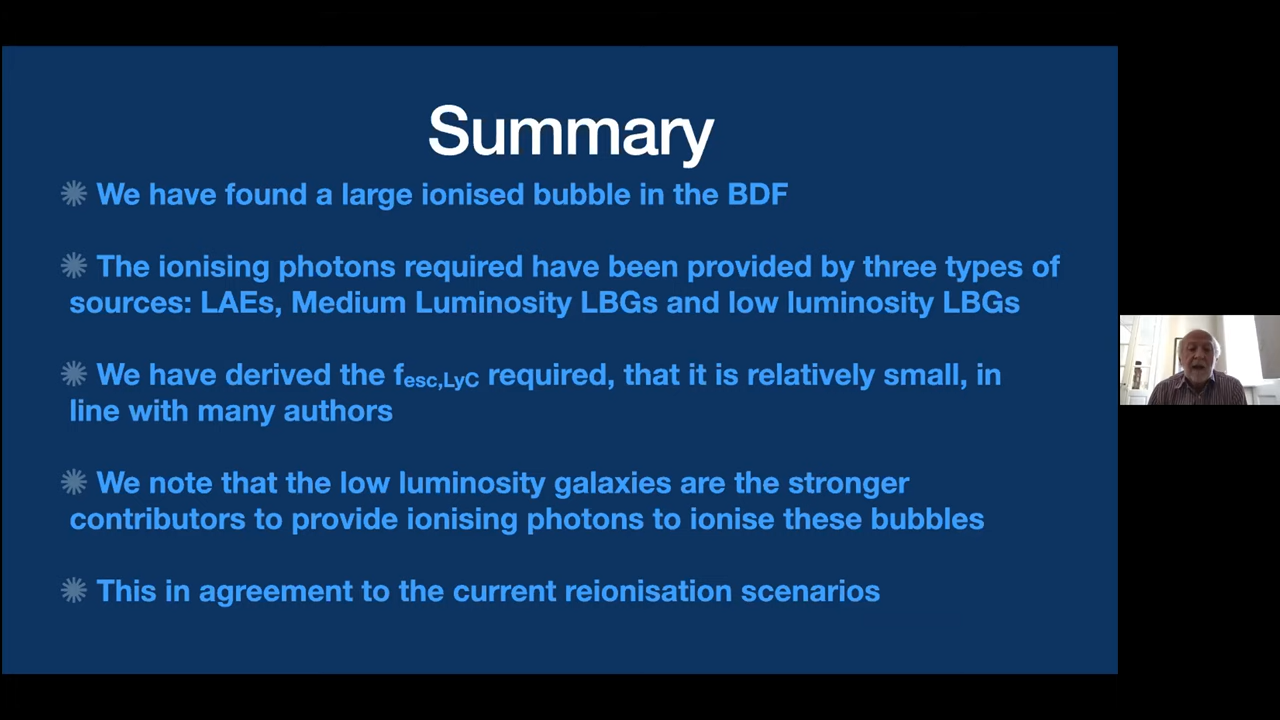 Summary
We have found a large ionised bubble in the BDF
The ionising photons required have been provided by three types of
sources: LAEs, Medium Luminosity LBGs and low luminosity LBGs
We have derived the fesc,LyC required, that it is relatively small, in
line with many authors
We note that the low luminosity galaxies are the stronger
contributors to provide ionising photons to ionise these bubbles
This in agreement to the current reionisation scenarios